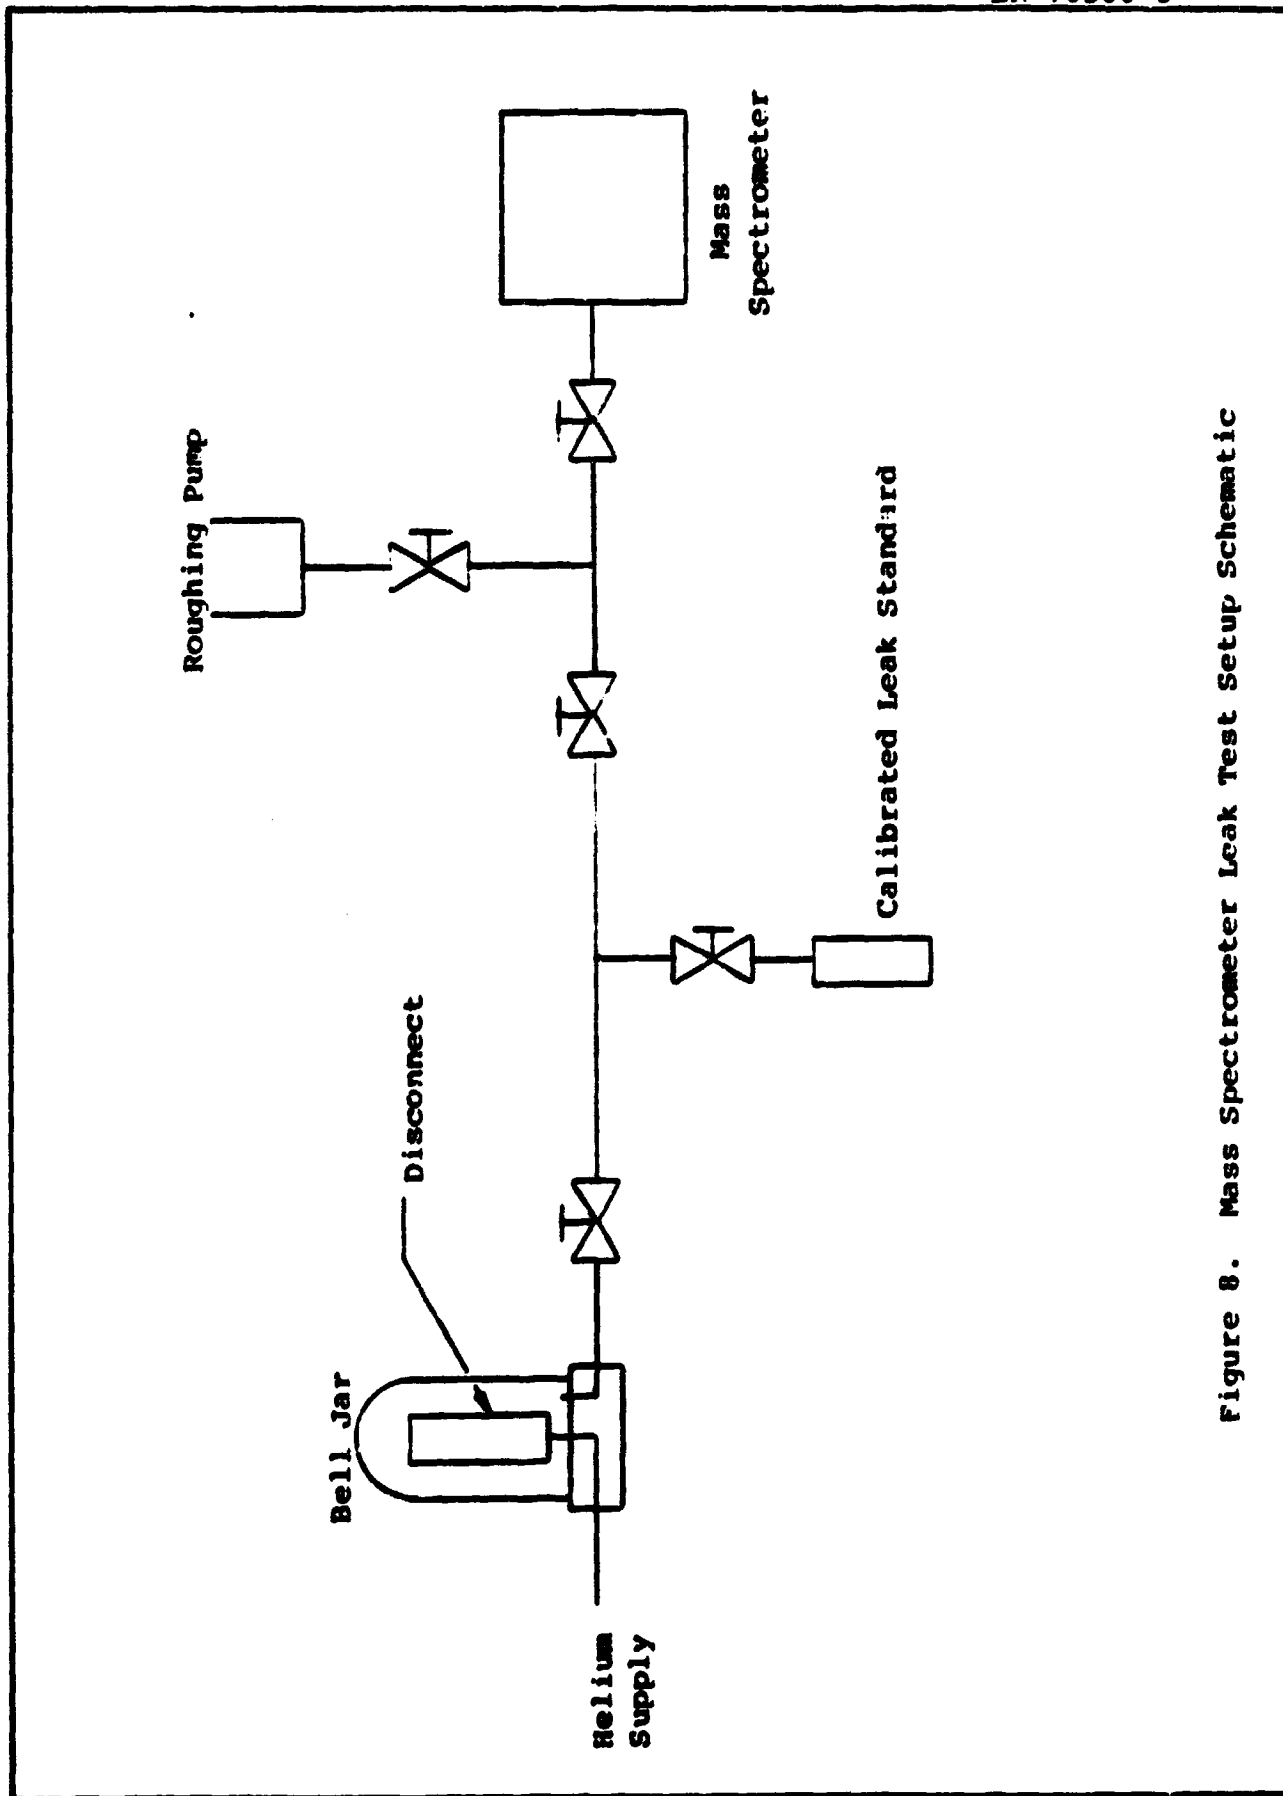 Roughing Pump
Mass
Spectrometer
Bell Jar
Disconnect
Calibrated Leak Standard
Helium
Supply
Figure 8. Mass Spectrometer Leak Test Setup Schematic